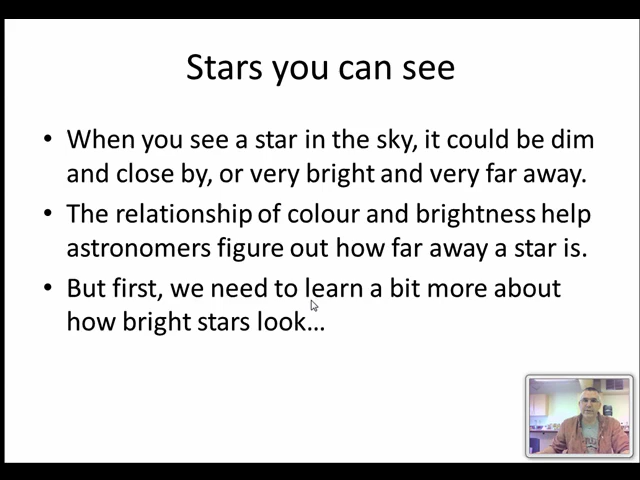 Stars you can see
• When you see a star in the sky, it could be dim
and close by, or very bright and very far away.
• The relationship of colour and brightness help
astronomers figure out how far away a star is.
• But first, we need to learn a bit more about
how bright stars look…